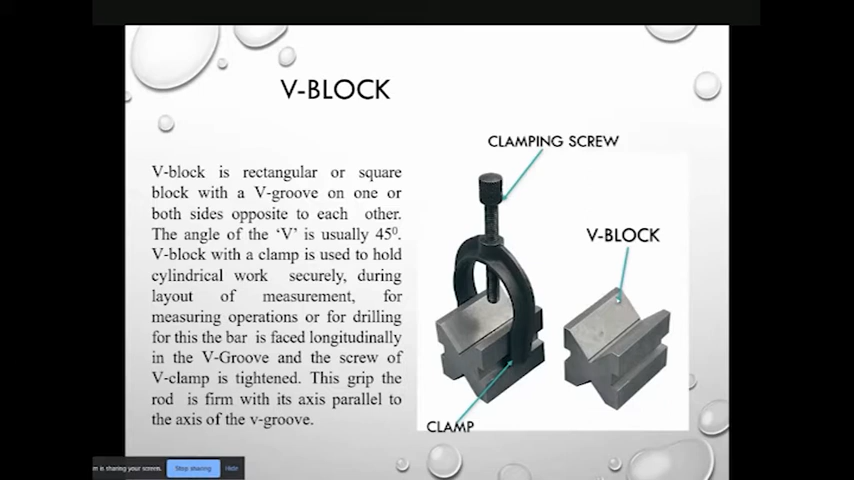 V-BLOCK
V-block is rectangular or square
block with a V-groove on one or
both sides opposite to each other.
The angle of the ‘V’ is usually 45⁰.
V-block with a clamp is used to hold
cylindrical work securely, during
layout of measurement, for
measuring operations or for drilling
for this the bar is faced longitudinally
in the V-Groove and the screw of
V-clamp is tightened. This grip the
rod is firm with its axis parallel to
the axis of the v-groove.
CLAMPING SCREW
V-BLOCK
CLAMP
is sharing your screen.
Stop sharing
Hide